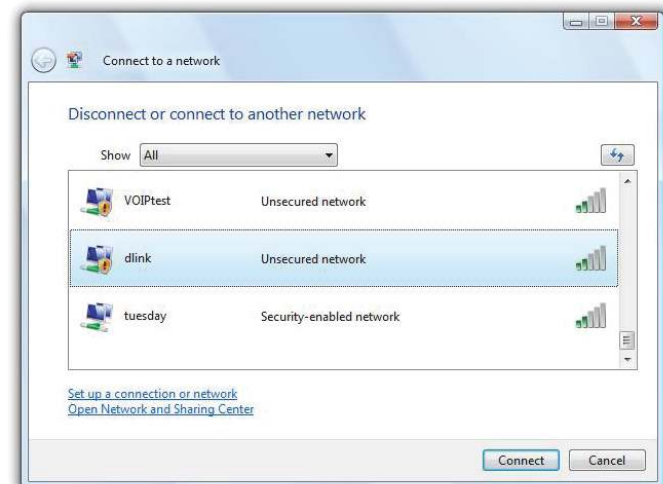 Connect to a network
Disconnect or connect to another network
Show All
VOIPtest Unsecured network
dlink Unsecured network
tuesday Security-enabled network
Set up a connection or network
Open Network and Sharing Center
Connect Cancel